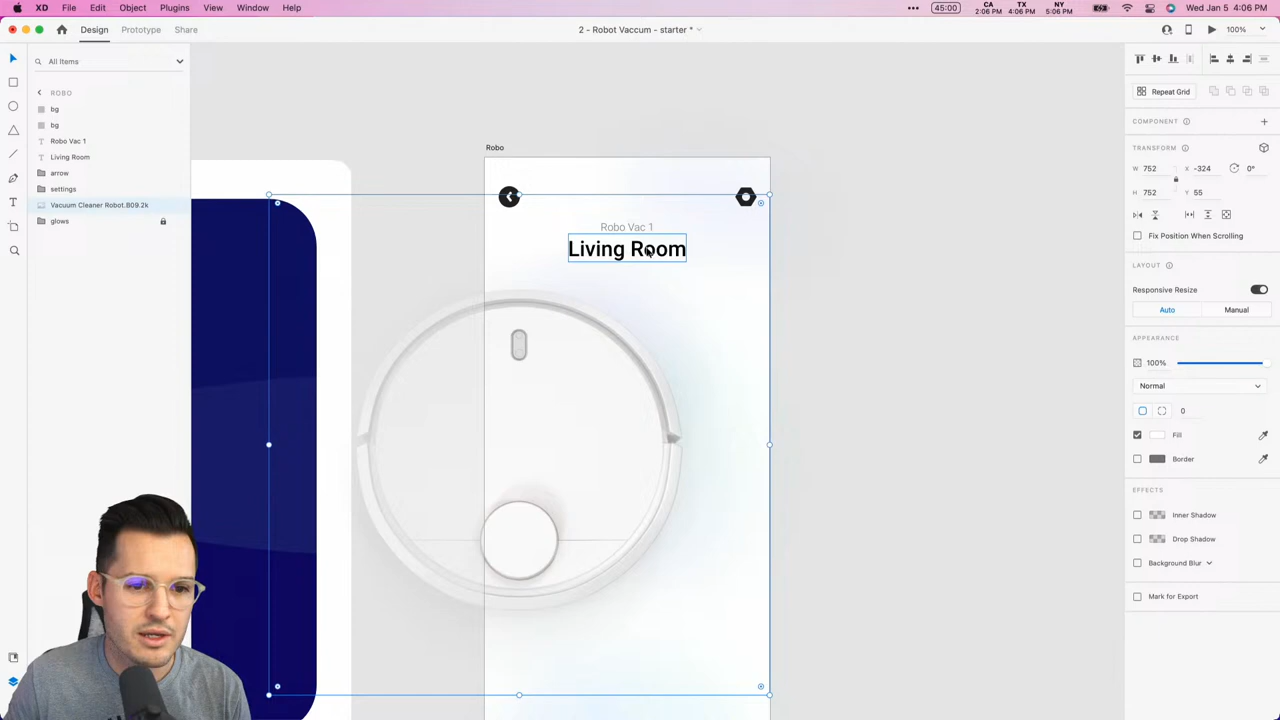 XD File Edit Object Plugins View Window Help
45:00
CA TX NY
2:06 PM 4:06 PM 5:06 PM
Wed Jan 5 4:06 PM
Design Prototype Share
2 - Robot Vaccum - starter *
100%
All Items
ROBO
bg
bg
Robo Vac 1
Living Room
arrow
settings
Vacuum Cleaner Robot.B09.2k
glows
Robo
Robo Vac 1
Living Room
Repeat Grid
COMPONENT
TRANSFORM
W 752 X -324 0°
H 752 Y 55
Fix Position When Scrolling
LAYOUT
Responsive Resize
Auto Manual
APPEARANCE
100%
Normal
0
Fill
Border
EFFECTS
Inner Shadow
Drop Shadow
Background Blur
Mark for Export